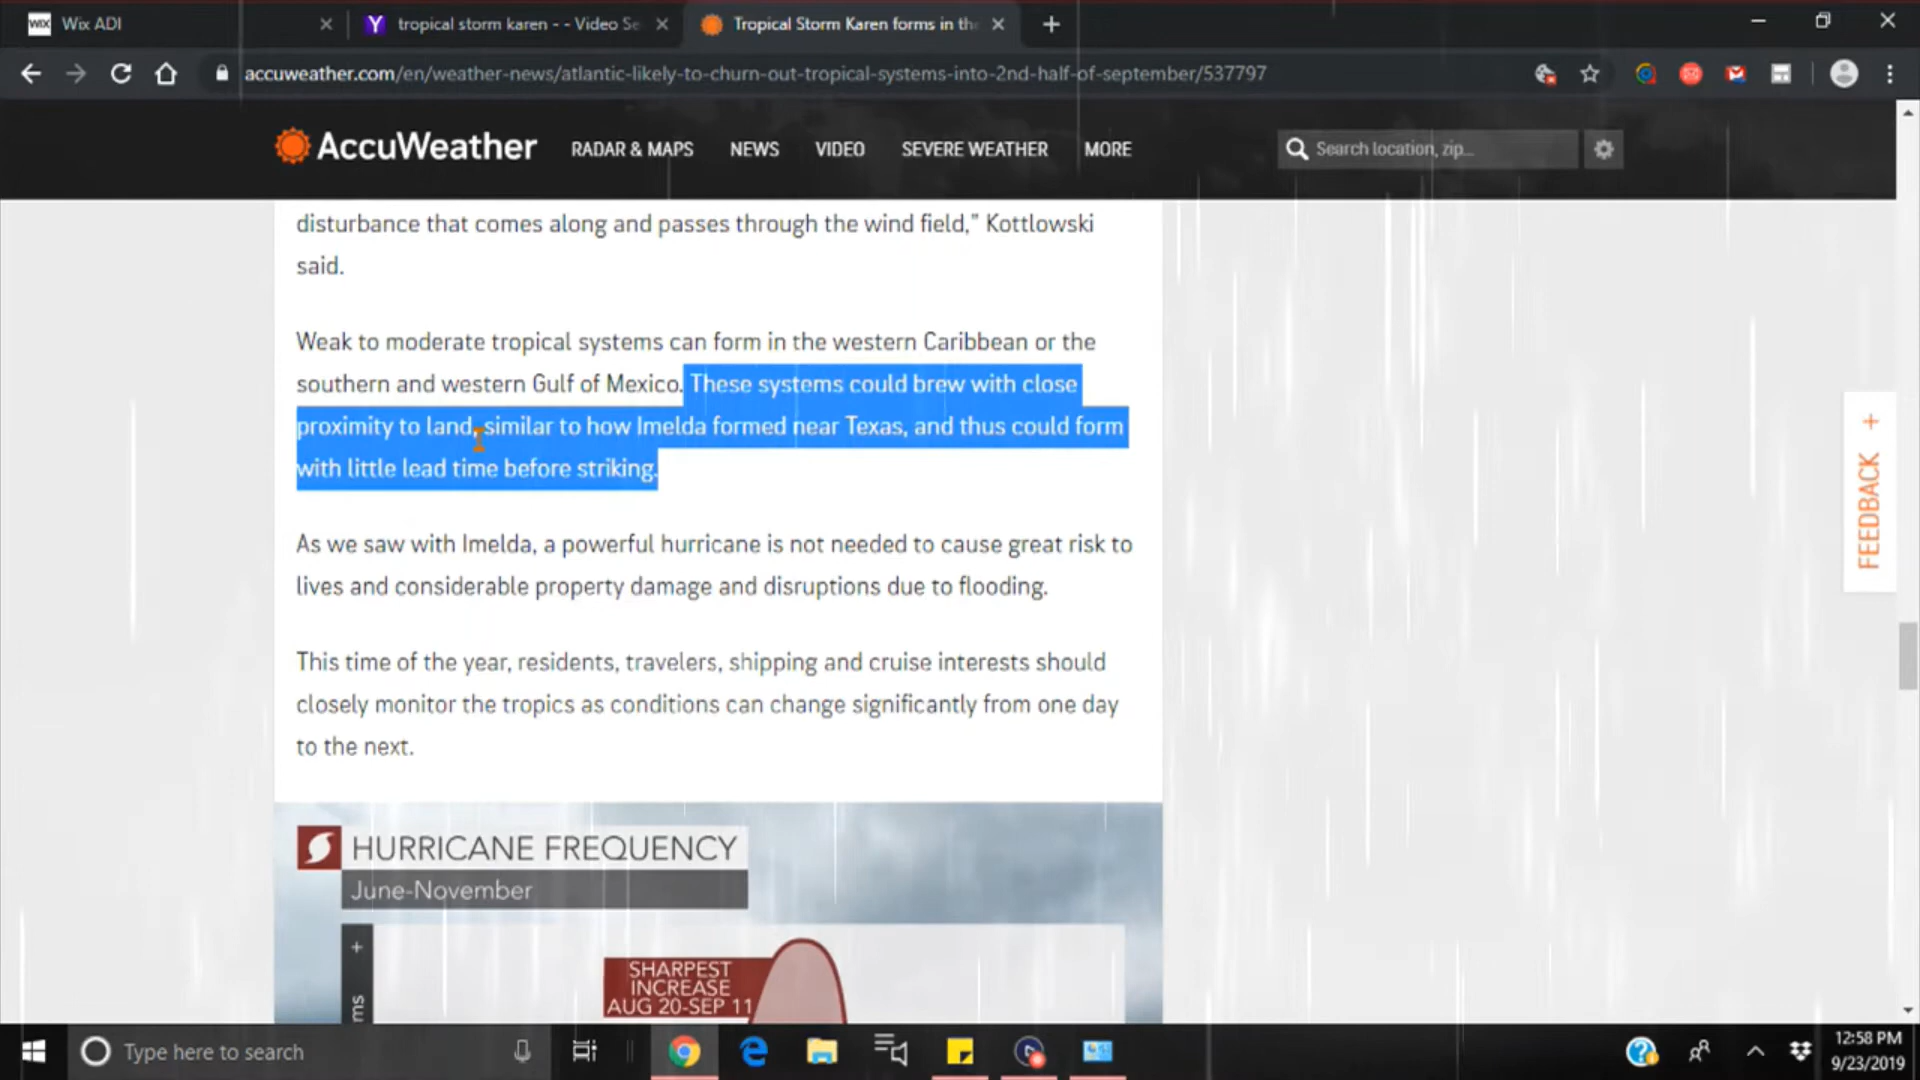 WIX Wix ADI
tropical storm karen - - Video Se
Tropical Storm Karen forms in the
accuweather.com/en/weather-news/atlantic-likely-to-churn-out-tropical-systems-into-2nd-half-of-september/537797
AccuWeather
RADAR & MAPS NEWS VIDEO SEVERE WEATHER MORE
Search location, zip...
disturbance that comes along and passes through the wind field,” Kottlowski
said.
Weak to moderate tropical systems can form in the western Caribbean or the
southern and western Gulf of Mexico. These systems could brew with close
proximity to land, similar to how Imelda formed near Texas, and thus could form
with little lead time before striking.
As we saw with Imelda, a powerful hurricane is not needed to cause great risk to
lives and considerable property damage and disruptions due to flooding.
This time of the year, residents, travelers, shipping and cruise interests should
closely monitor the tropics as conditions can change significantly from one day
to the next.
FEEDBACK +
HURRICANE FREQUENCY
June-November
+
ms
SHARPEST
INCREASE
AUG 20-SEP 11
Type here to search
12:58 PM
9/23/2019